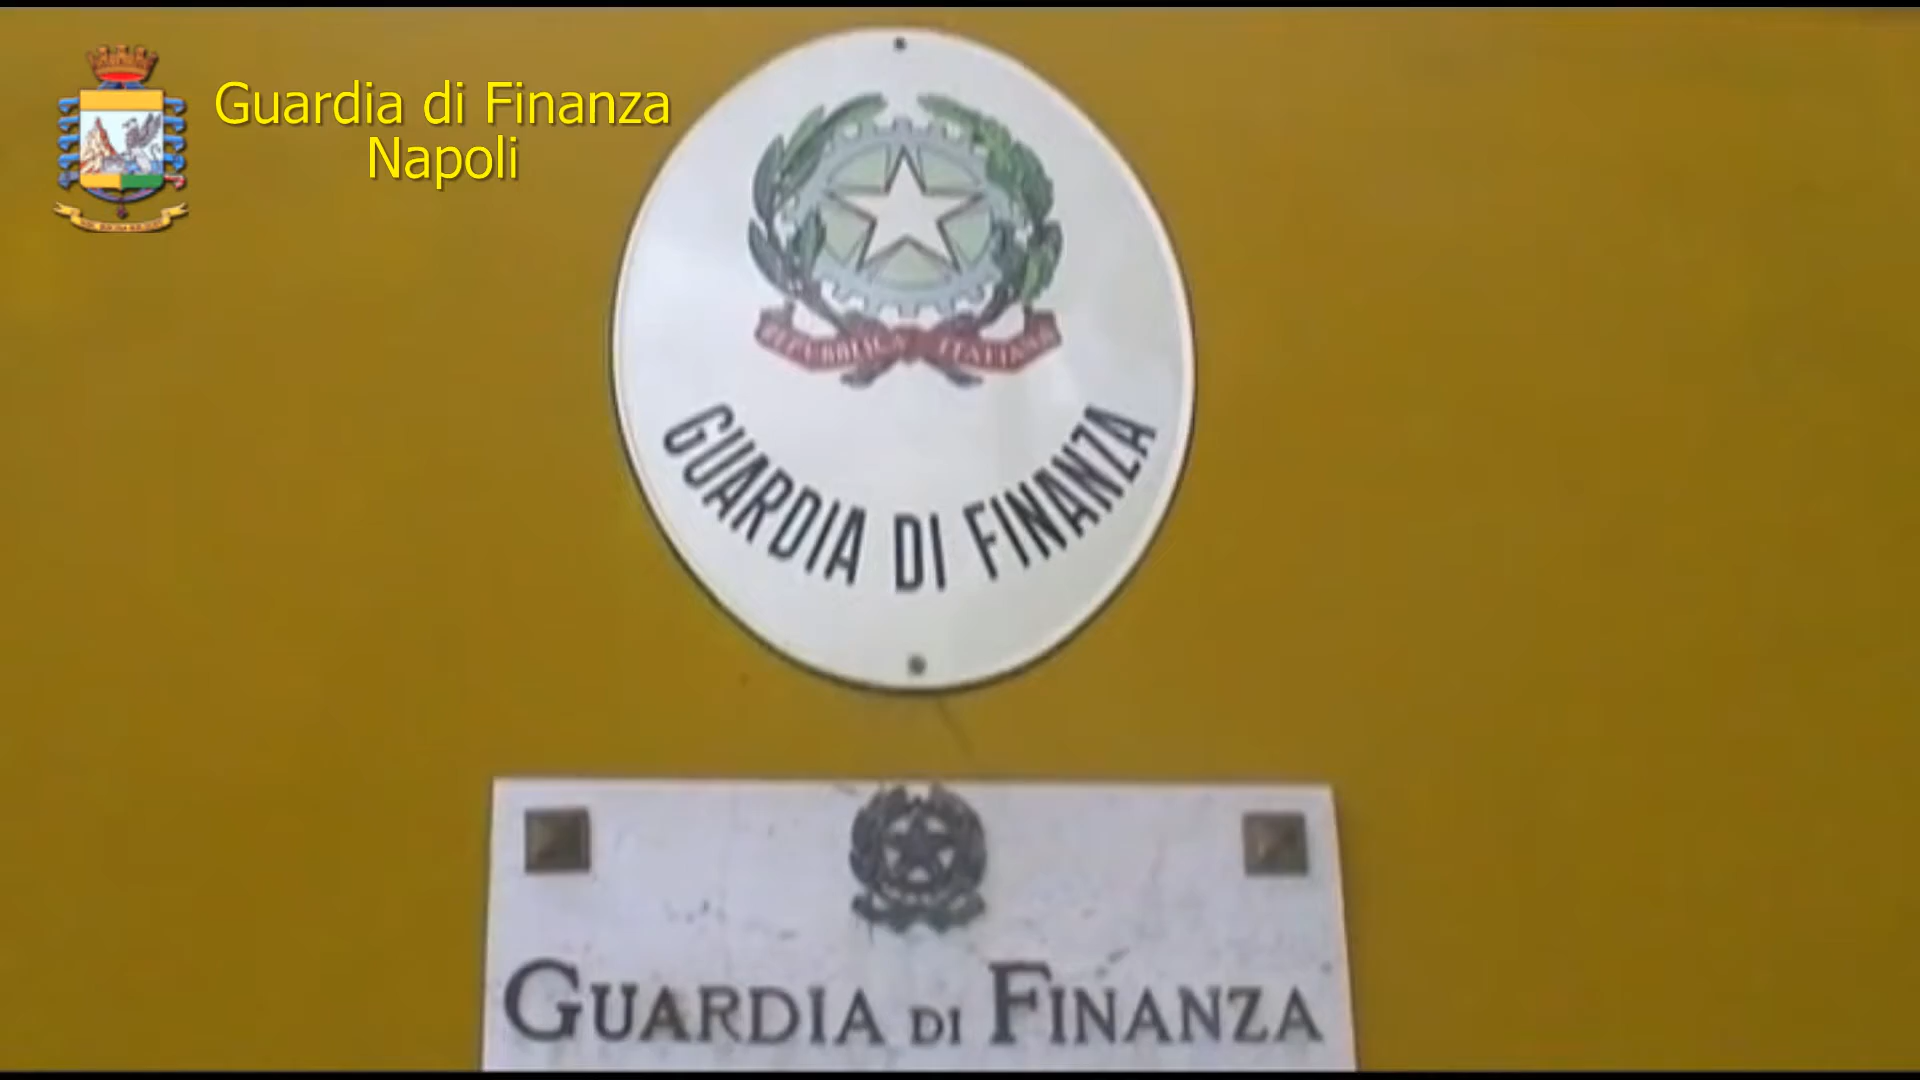 Guardia di Finanza
Napoli
REPUBBLICA ITALIANA
GUARDIA DI FINANZA
GUARDIA DI FINANZA